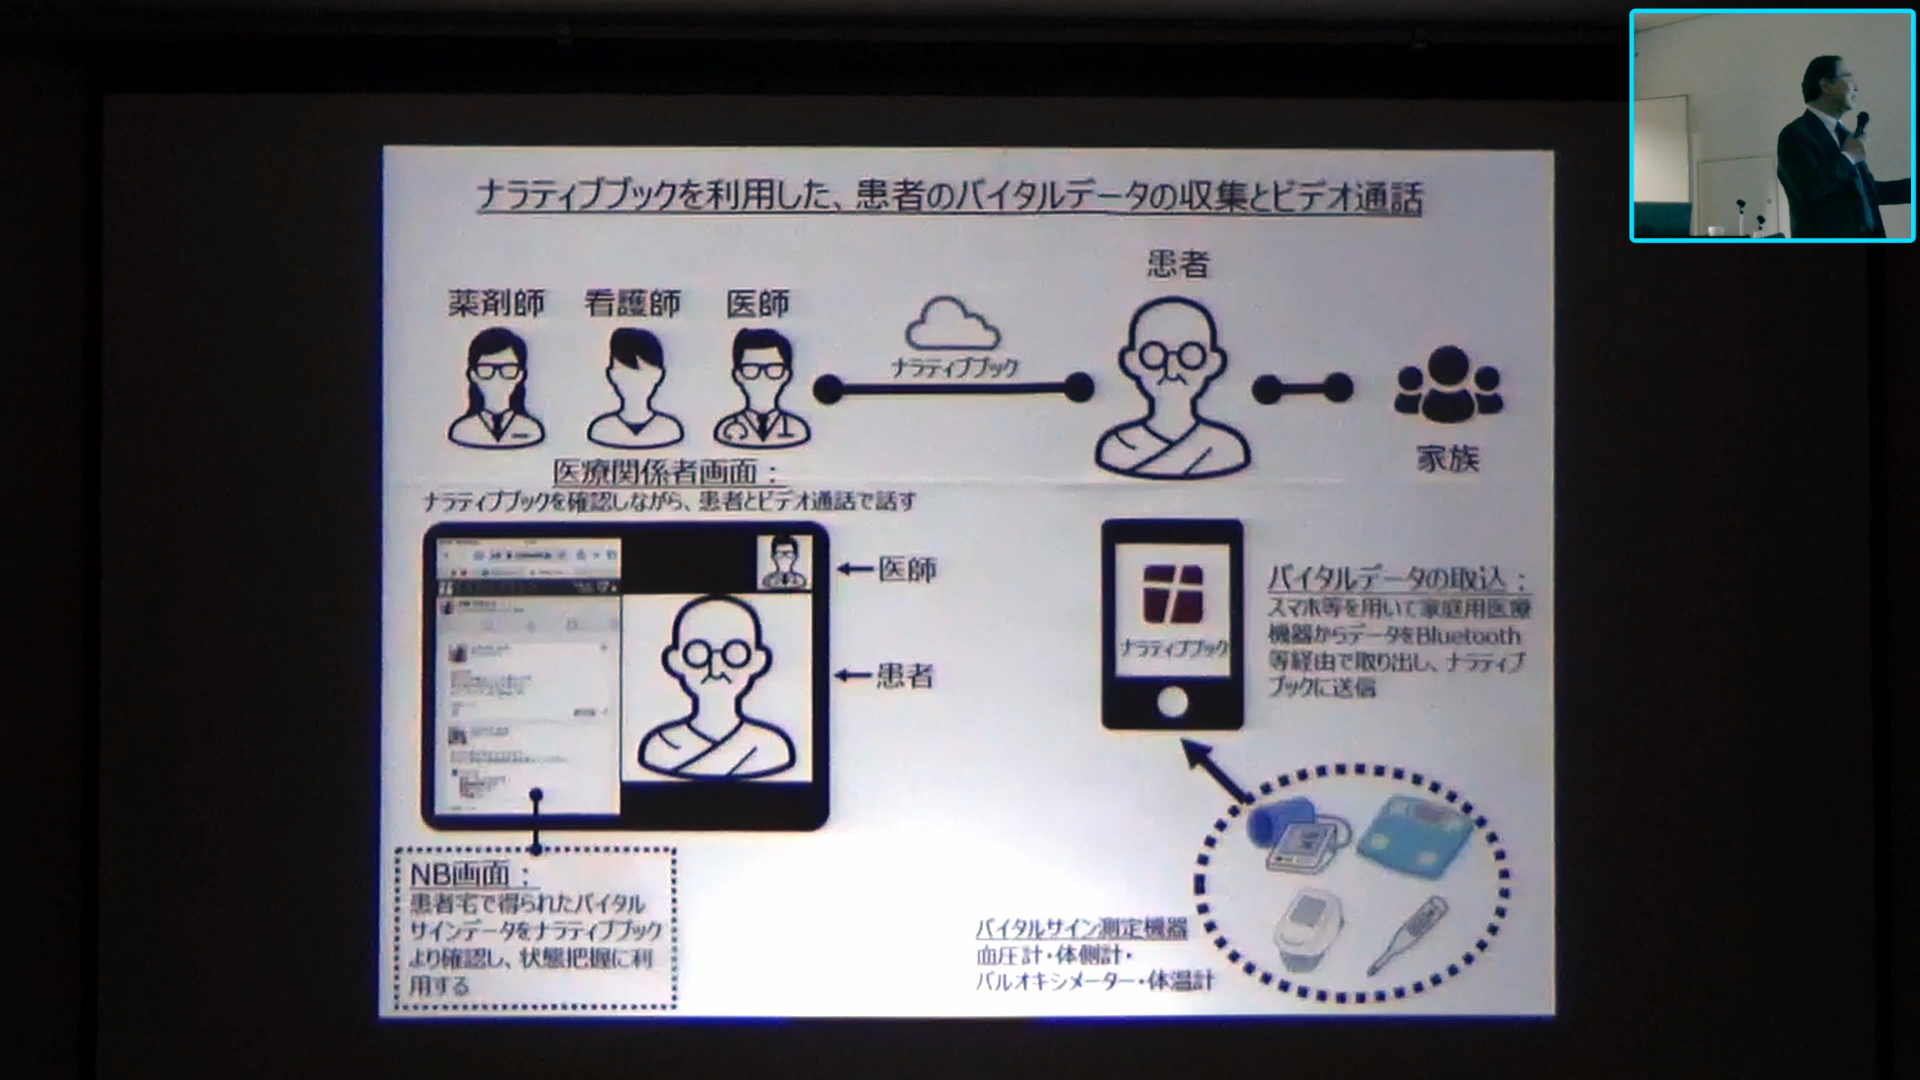 ナラティブブックを利用した、患者のバイタルデータの収集とビデオ通話
患者
薬剤師
看護師
医師
ナラティブブック
家族
医療関係者画面：
ナラティブブックを確認しながら、患者とビデオ通話で話す
医師
患者
ナラティブブック
バイタルデータの取込：
スマホ等を用いて家庭用医療
機器からデータをBluetooth
等経由で取り出し、ナラティブ
ブックに送信
NB画面：
患者宅で得られたバイタル
サインデータをナラティブブック
より確認し、状態把握に利
用する
バイタルサイン測定機器
血圧計・体側計・
パルオキシメーター・体温計